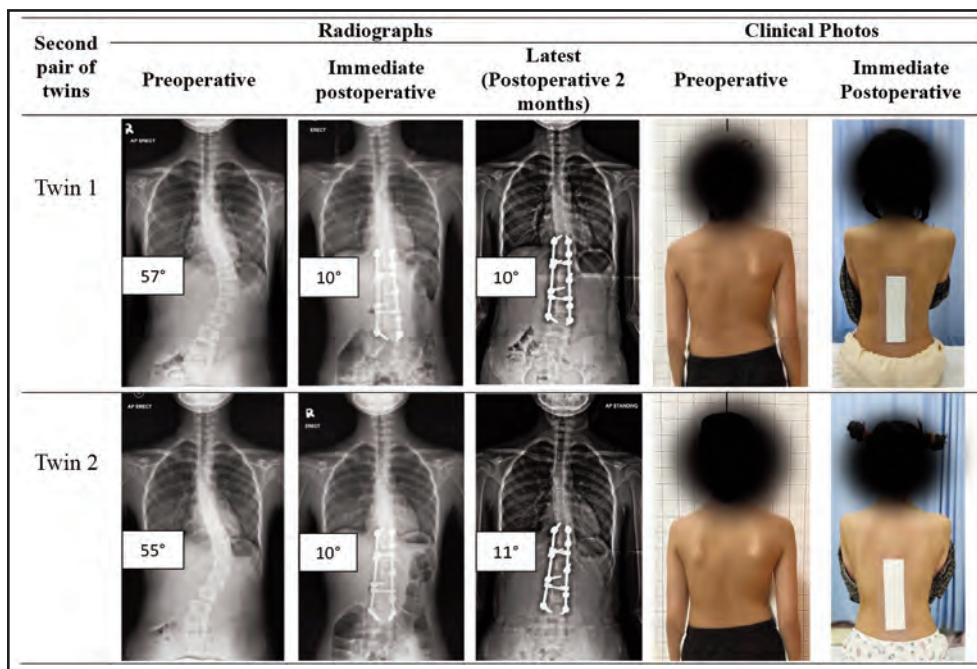 Second
pair of
twins
Radiographs
Clinical Photos
Preoperative
Immediate
postoperative
Latest
(Postoperative 2
months)
Preoperative
Immediate
Postoperative
Twin 1
R
AP ERECT
57°
ERECT
10°
10°
Twin 2
AP ERECT
55°
R
ERECT
10°
AP STANDING
11°